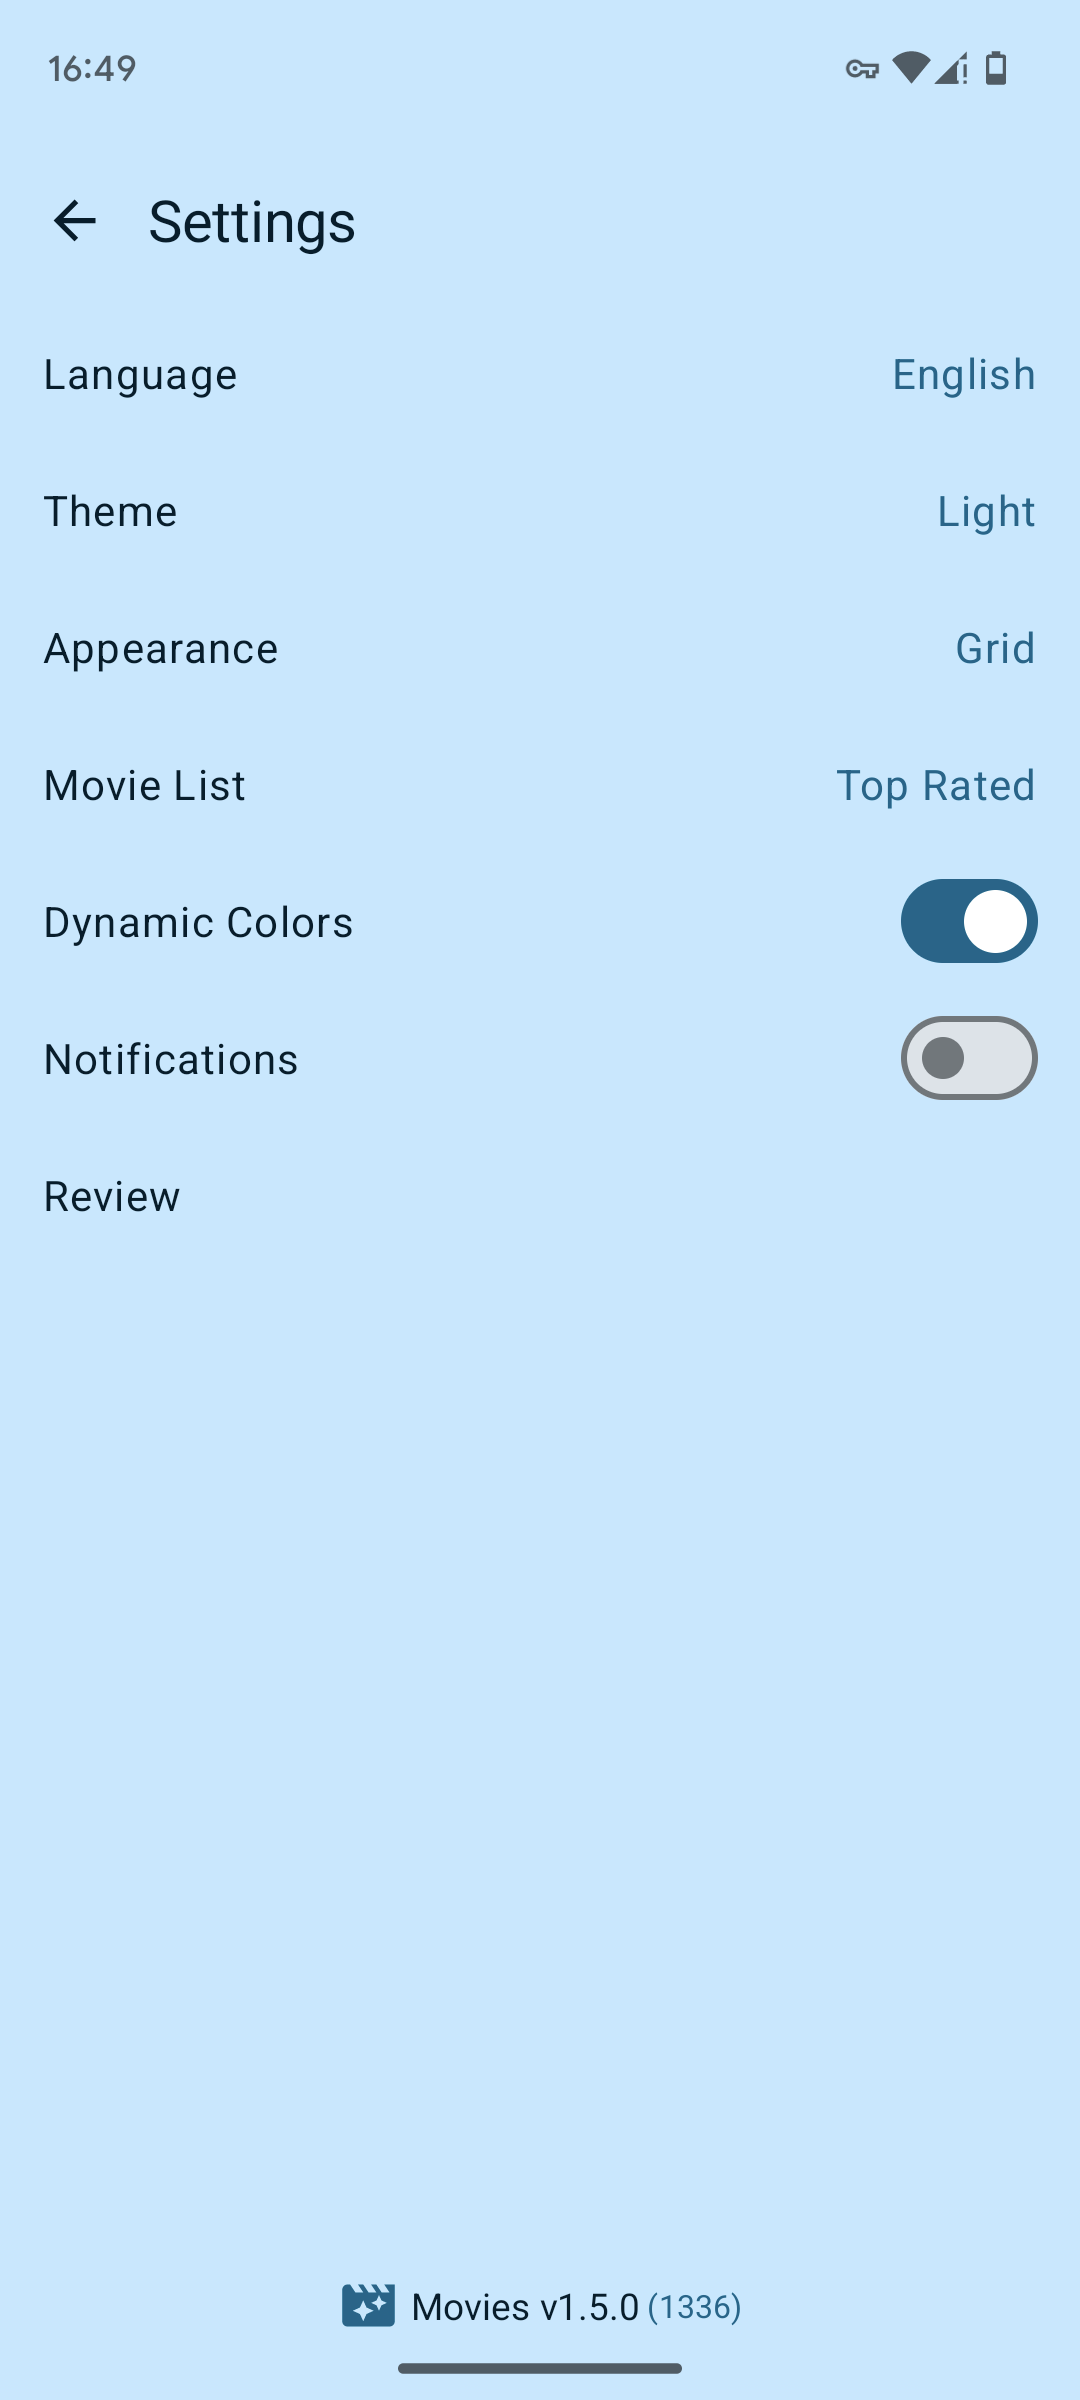 16:49
Settings
Language English
Theme Light
Appearance Grid
Movie List Top Rated
Dynamic Colors
Notifications
Review
Movies v1.5.0 (1336)